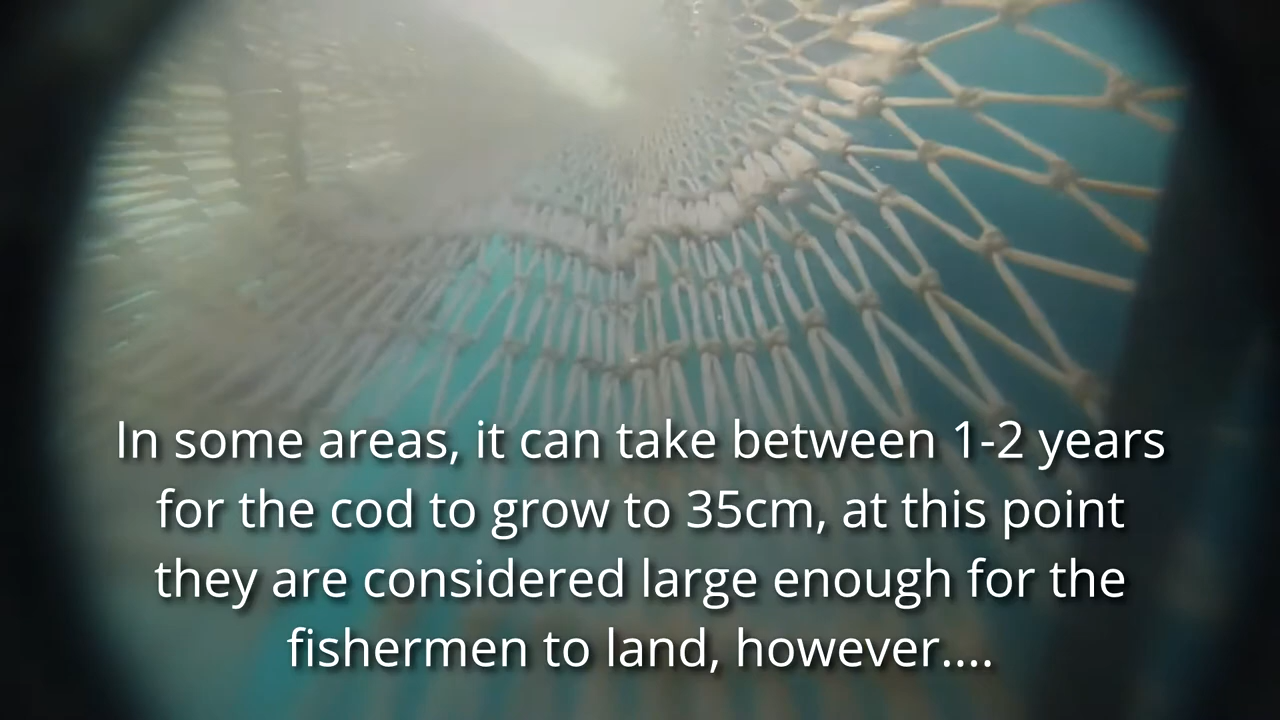 In some areas, it can take between 1-2 years
for the cod to grow to 35cm, at this point
they are considered large enough for the
fishermen to land, however....